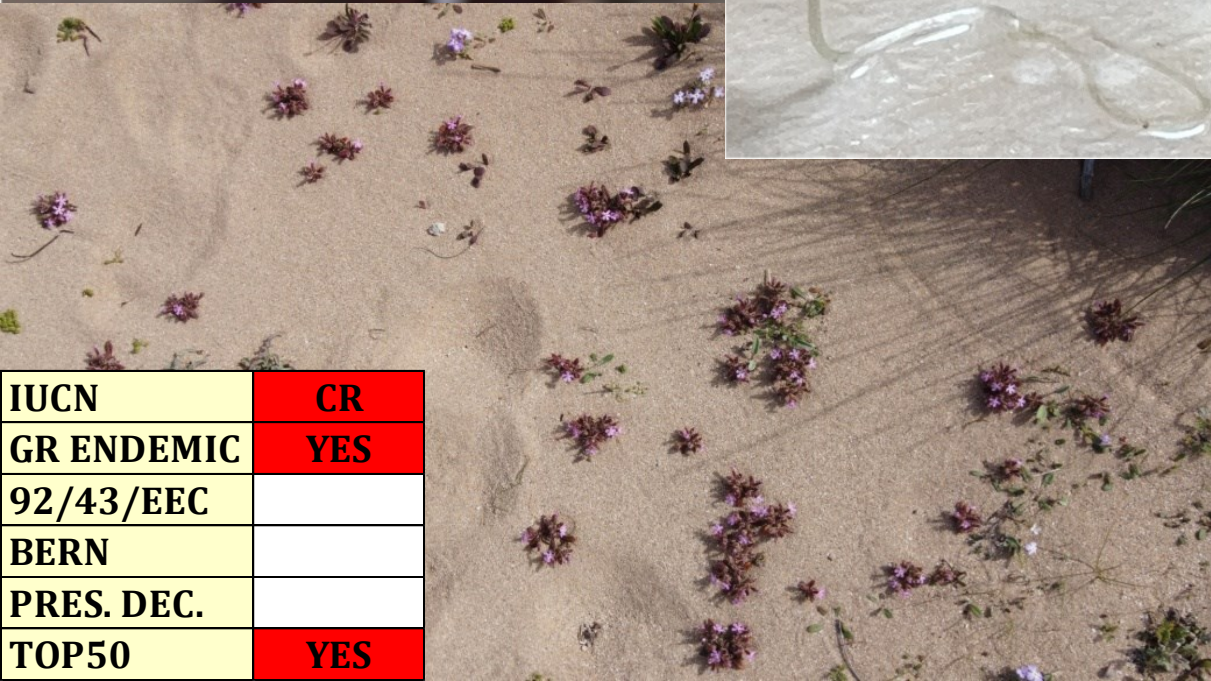 IUCN CR
GR ENDEMIC YES
92/43/EEC
BERN
PRES. DEC.
TOP50 YES